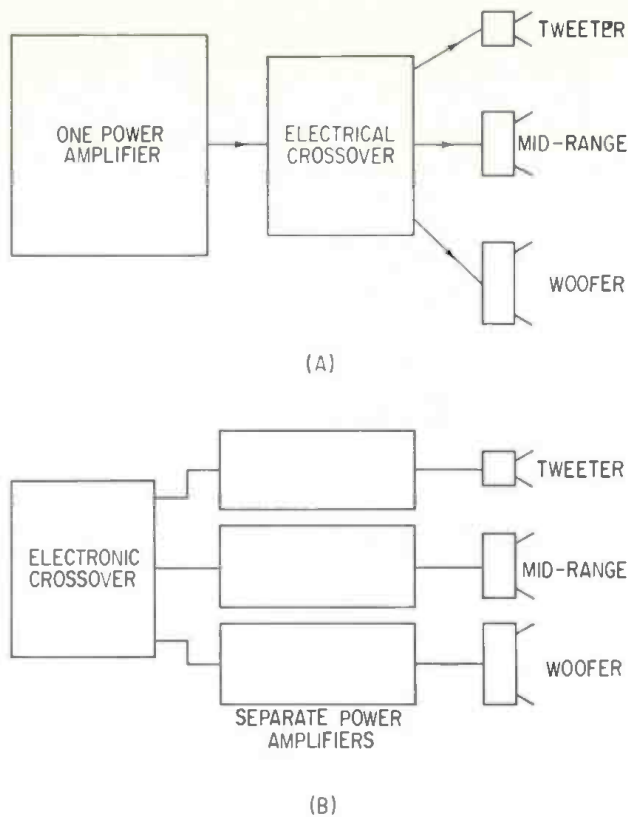 TWEETER
ONE POWER
AMPLIFIER
ELECTRICAL
CROSSOVER
MID-RANGE
WOOFER
(A)
TWEETER
ELECTRONIC
CROSSOVER
MID-RANGE
WOOFER
SEPARATE POWER
AMPLIFIERS
(B)